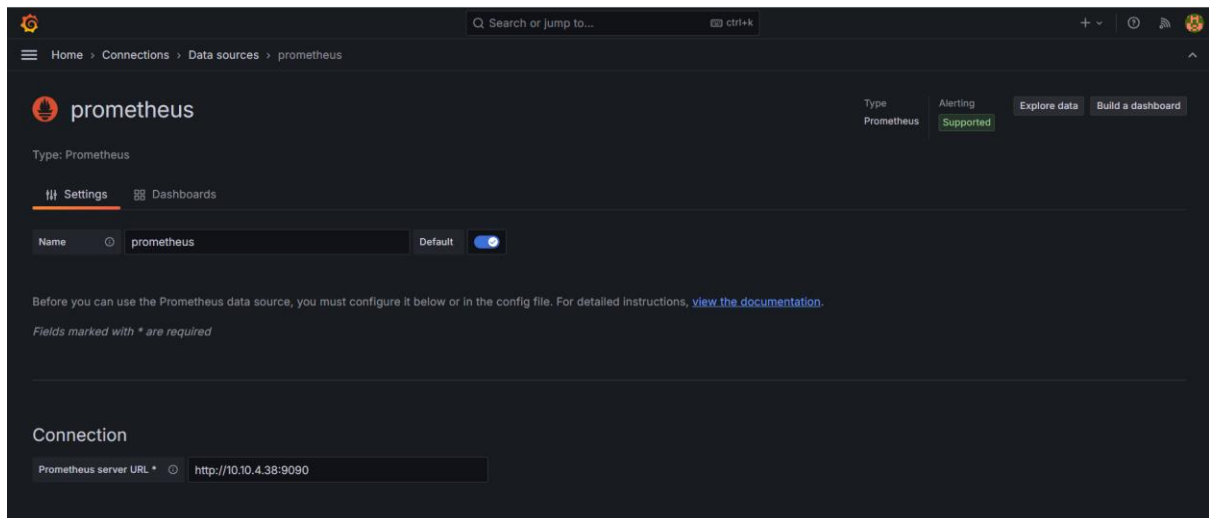 Search or jump to... ctrl+k
Home › Connections › Data sources › prometheus
prometheus
Type Alerting Explore data Build a dashboard
Prometheus Supported
Type: Prometheus
Settings Dashboards
Name prometheus Default
Before you can use the Prometheus data source, you must configure it below or in the config file. For detailed instructions, view the documentation.
Fields marked with * are required
Connection
Prometheus server URL * http://10.10.4.38:9090